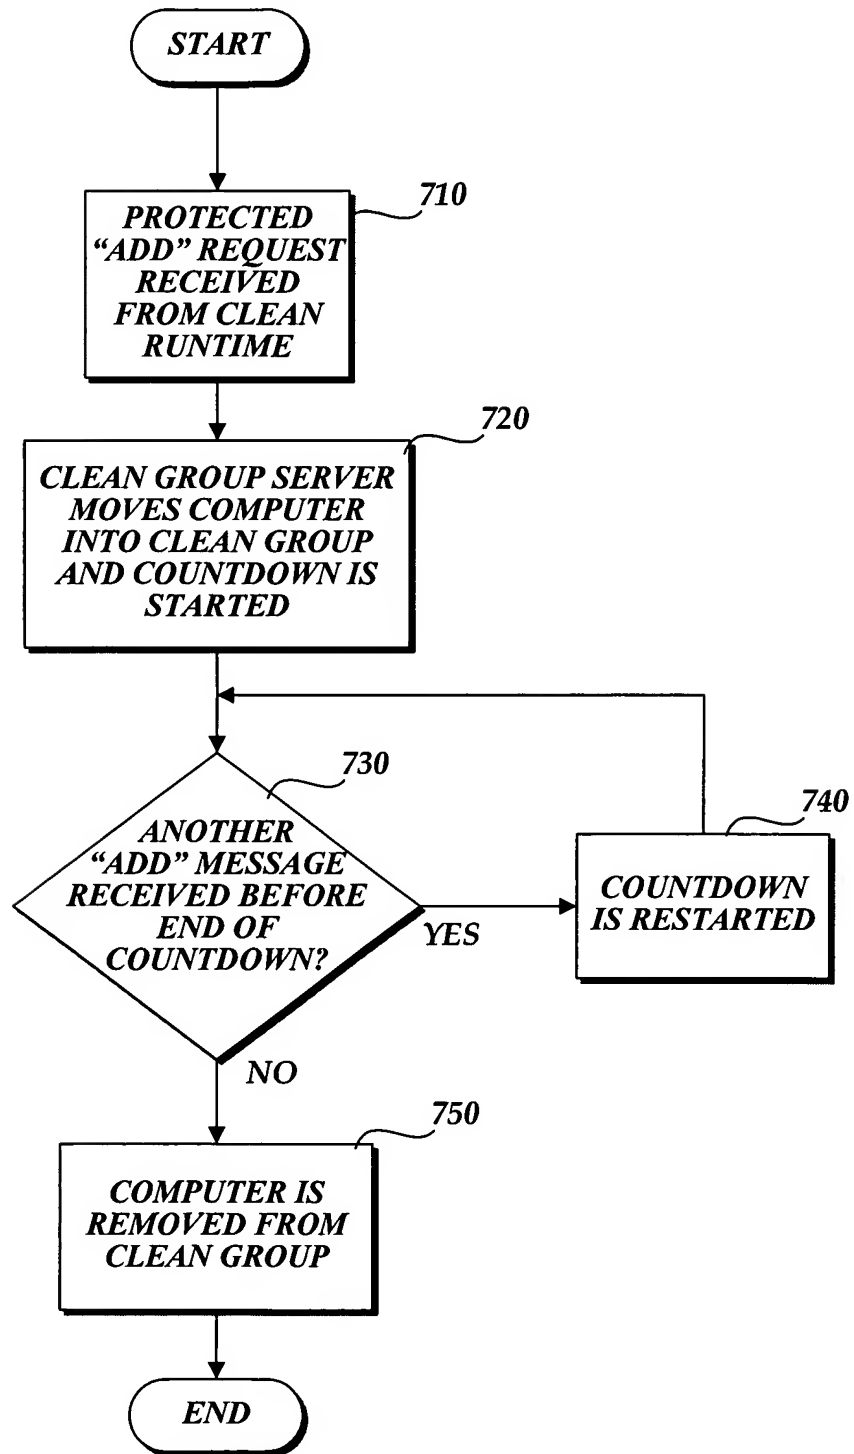 START
710
PROTECTED
“ADD” REQUEST
RECEIVED
FROM CLEAN
RUNTIME
720
CLEAN GROUP SERVER
MOVES COMPUTER
INTO CLEAN GROUP
AND COUNTDOWN IS
STARTED
730
ANOTHER
“ADD” MESSAGE
RECEIVED BEFORE
END OF
COUNTDOWN?
YES
740
COUNTDOWN
IS RESTARTED
NO
750
COMPUTER IS
REMOVED FROM
CLEAN GROUP
END